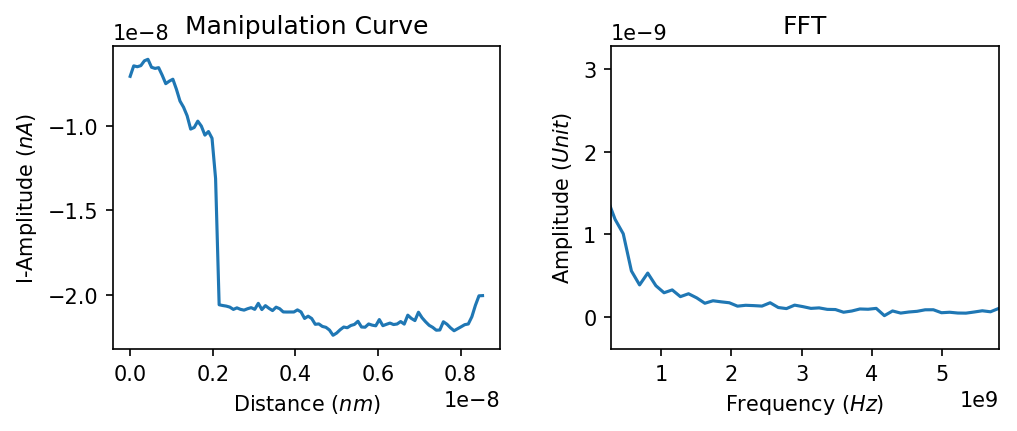 Manipulation Curve
1e−8
I-Amplitude (nA)
−1.0
−1.5
−2.0
0.0 0.2 0.4 0.6 0.8
1e−8
Distance (nm)
FFT
1e−9
Amplitude (Unit)
3
2
1
0
1 2 3 4 5
1e9
Frequency (Hz)